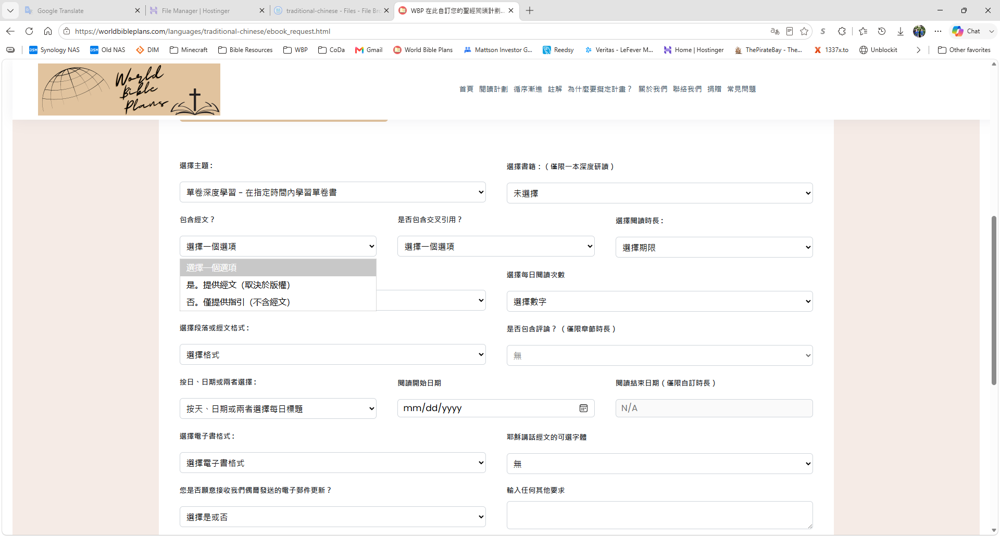 Google Translate
File Manager | Hostinger
traditional-chinese - Files - File Bro
WBP 在此自訂您的聖經閱讀計劃...
https://worldbibleplans.com/languages/traditional-chinese/ebook_request.html
Chat
Synology NAS
Old NAS
DIM
Minecraft
Bible Resources
WBP
CoDa
Gmail
World Bible Plans
Mattson Investor G...
Reedsy
Veritas - LeFever M...
Home | Hostinger
ThePirateBay - The...
1337x.to
Unblockit
Other favorites
World
Bible
Plans
首頁 閱讀計劃 循序漸進 註解 為什麼要擬定計畫？ 關於我們 聯絡我們 捐贈 常見問題
選擇主題：
選擇書籍：（僅限一本深度研讀）
單卷深度學習 – 在指定時間內學習單卷書
未選擇
包含經文？
是否包含交叉引用？
選擇閱讀時長：
選擇一個選項
選擇一個選項
選擇期限
選擇一個選項
是。提供經文（取決於版權）
否。僅提供指引（不含經文）
選擇每日閱讀次數
選擇數字
選擇段落或經文格式：
是否包含評論？（僅限章節時長）
選擇格式
無
按日、日期或兩者選擇：
閱讀開始日期
閱讀結束日期（僅限自訂時長）
按天、日期或兩者選擇每日標題
mm/dd/yyyy
N/A
選擇電子書格式：
耶穌講話經文的可選字體
選擇電子書格式
無
您是否願意接收我們偶爾發送的電子郵件更新？
輸入任何其他要求
選擇是或否